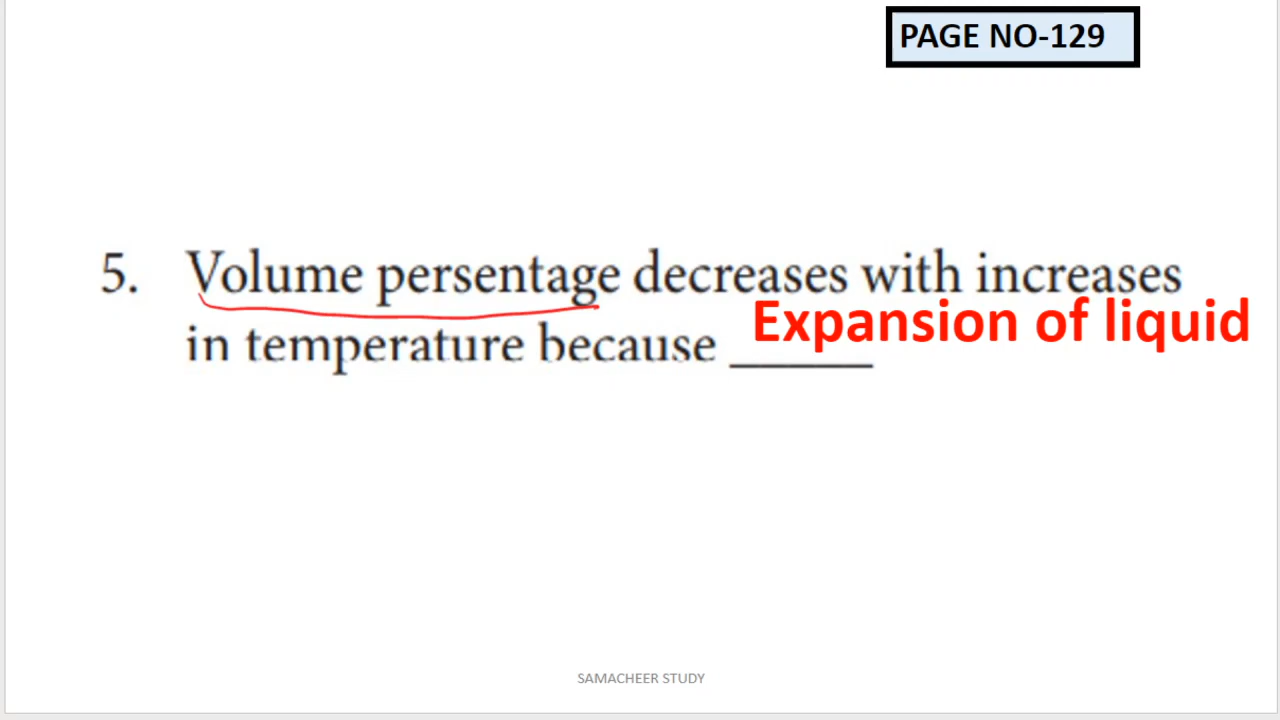 PAGE NO-129
5. Volume persentage decreases with increases
Expansion of liquid
in temperature because ______
SAMACHEER STUDY